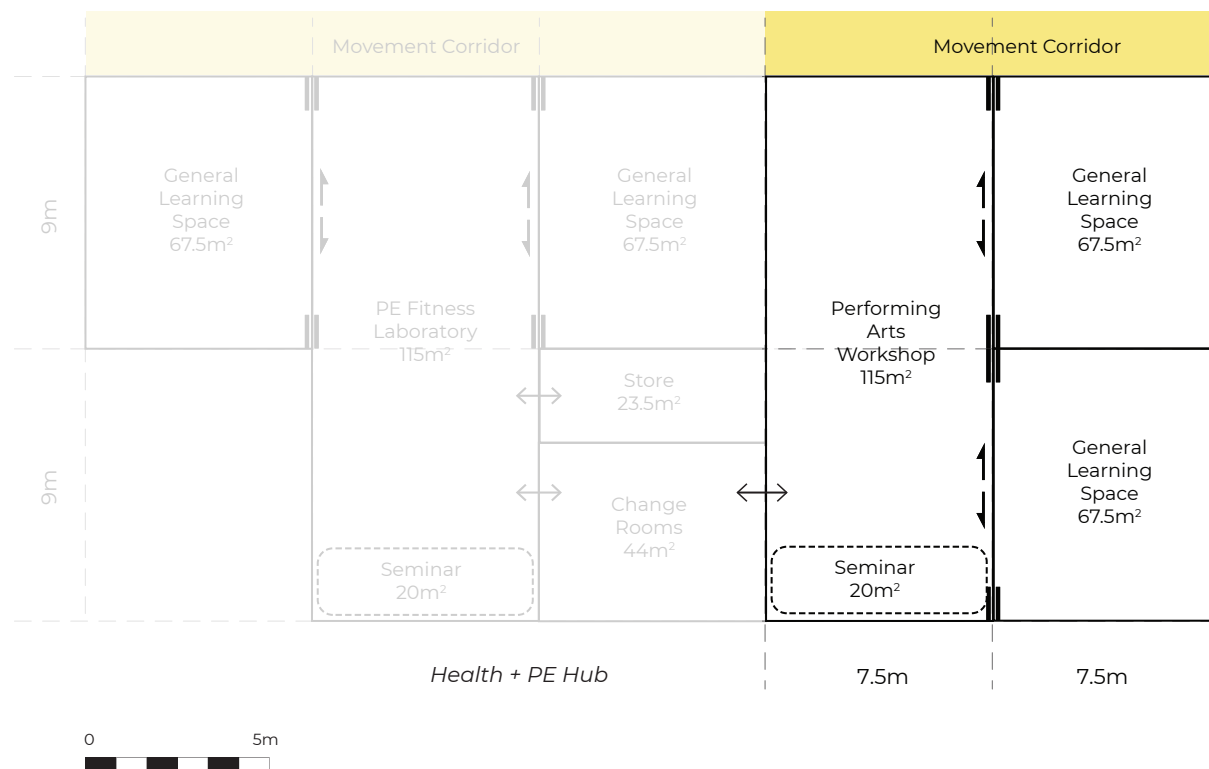 Movement Corridor
Movement Corridor
9m
General
Learning
Space
67.5m²
General
Learning
Space
67.5m²
General
Learning
Space
67.5m²
PE Fitness
Laboratory
115m²
Performing
Arts
Workshop
115m²
Store
23.5m²
9m
Change
Rooms
44m²
General
Learning
Space
67.5m²
Seminar
20m²
Seminar
20m²
Health + PE Hub
7.5m
7.5m
0
5m